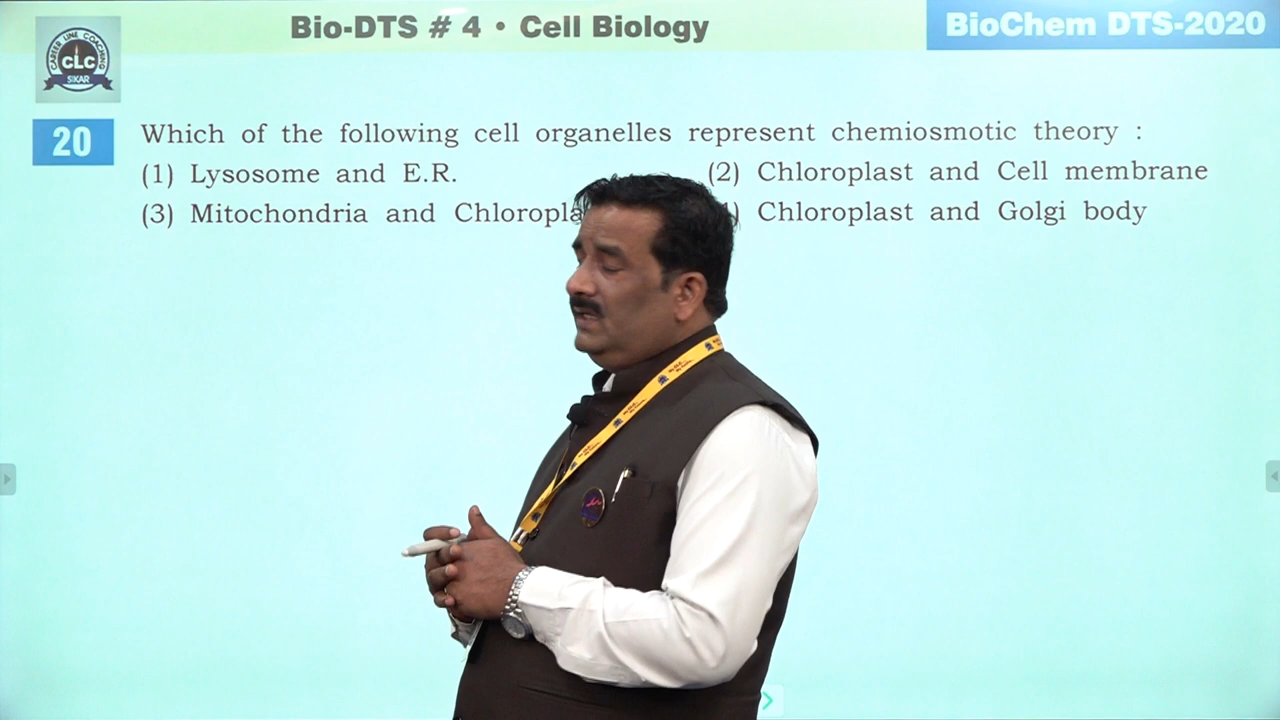 Bio-DTS # 4 • Cell Biology
BioChem DTS-2020
CAREER LINE COACHING
CLC
SIKAR
20 Which of the following cell organelles represent chemiosmotic theory :
(1) Lysosome and E.R. (2) Chloroplast and Cell membrane
(3) Mitochondria and Chloropla ) Chloroplast and Golgi body